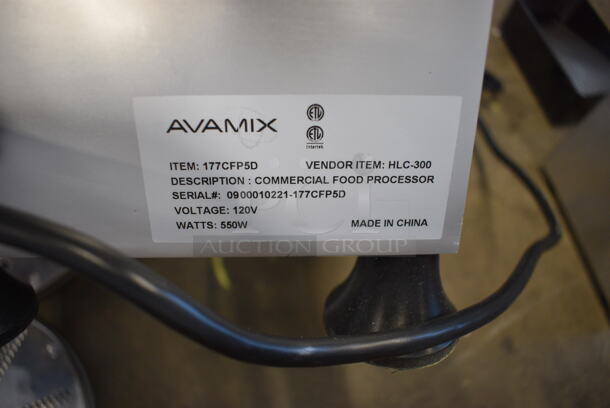 AVAMIX
ETL
ETL
Intertek
ITEM: 177CFP5D VENDOR ITEM: HLC-300
DESCRIPTION : COMMERCIAL FOOD PROCESSOR
SERIAL#: 0900010221-177CFP5D
VOLTAGE: 120V
WATTS: 550W MADE IN CHINA
AUCTION GROUP